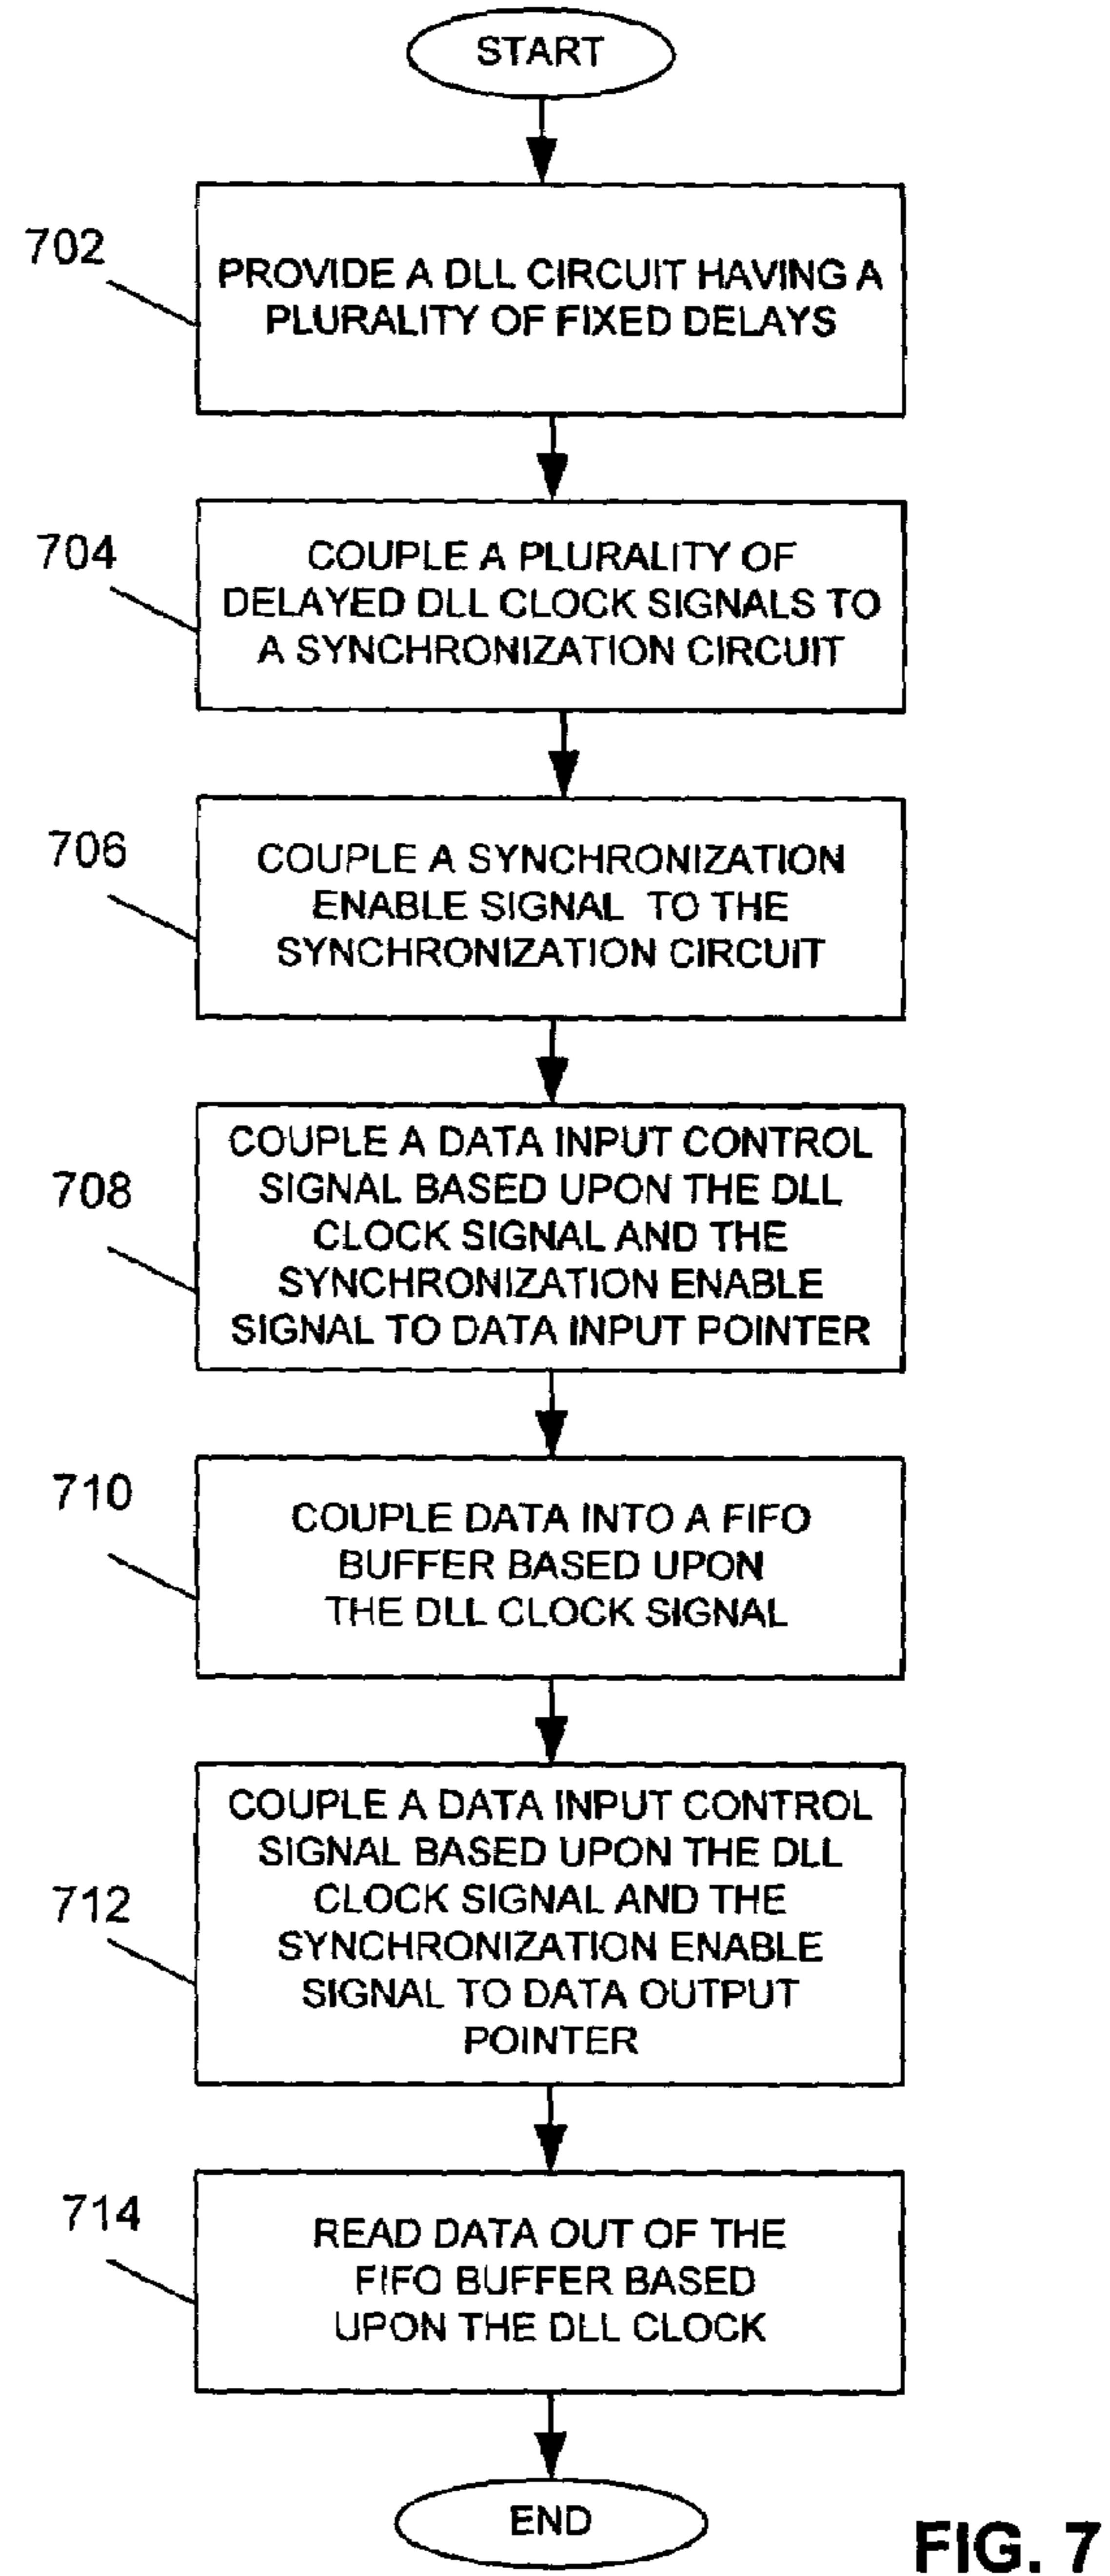 START
702
PROVIDE A DLL CIRCUIT HAVING A
PLURALITY OF FIXED DELAYS
704
COUPLE A PLURALITY OF
DELAYED DLL CLOCK SIGNALS TO
A SYNCHRONIZATION CIRCUIT
706
COUPLE A SYNCHRONIZATION
ENABLE SIGNAL TO THE
SYNCHRONIZATION CIRCUIT
708
COUPLE A DATA INPUT CONTROL
SIGNAL BASED UPON THE DLL
CLOCK SIGNAL AND THE
SYNCHRONIZATION ENABLE
SIGNAL TO DATA INPUT POINTER
710
COUPLE DATA INTO A FIFO
BUFFER BASED UPON
THE DLL CLOCK SIGNAL
712
COUPLE A DATA INPUT CONTROL
SIGNAL BASED UPON THE DLL
CLOCK SIGNAL AND THE
SYNCHRONIZATION ENABLE
SIGNAL TO DATA OUTPUT
POINTER
714
READ DATA OUT OF THE
FIFO BUFFER BASED
UPON THE DLL CLOCK
END
FIG. 7